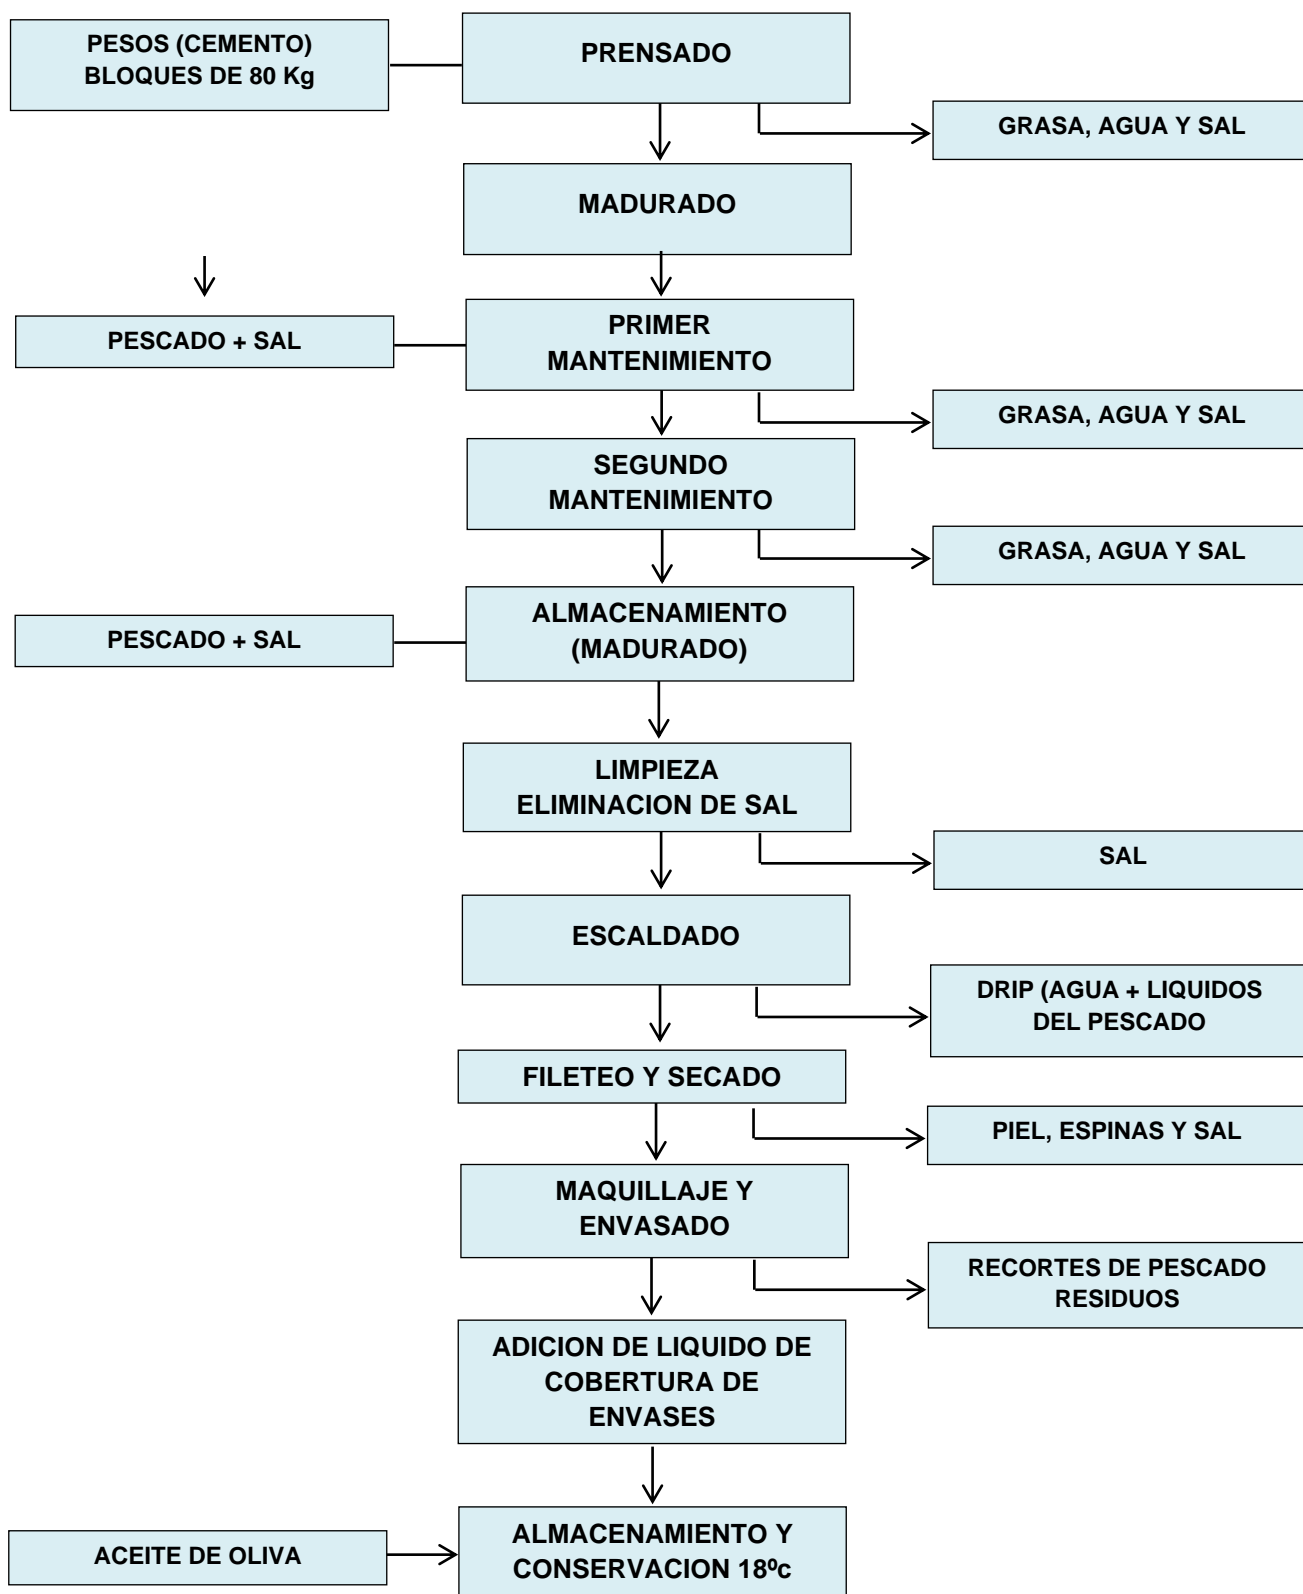 PESOS (CEMENTO)
BLOQUES DE 80 Kg
PRENSADO
GRASA, AGUA Y SAL
MADURADO
PESCADO + SAL
PRIMER
MANTENIMIENTO
GRASA, AGUA Y SAL
SEGUNDO
MANTENIMIENTO
GRASA, AGUA Y SAL
PESCADO + SAL
ALMACENAMIENTO
(MADURADO)
LIMPIEZA
ELIMINACION DE SAL
SAL
ESCALDADO
DRIP (AGUA + LIQUIDOS
DEL PESCADO
FILETEO Y SECADO
PIEL, ESPINAS Y SAL
MAQUILLAJE Y
ENVASADO
RECORTES DE PESCADO
RESIDUOS
ADICION DE LIQUIDO DE
COBERTURA DE
ENVASES
ACEITE DE OLIVA
ALMACENAMIENTO Y
CONSERVACION 18ºc